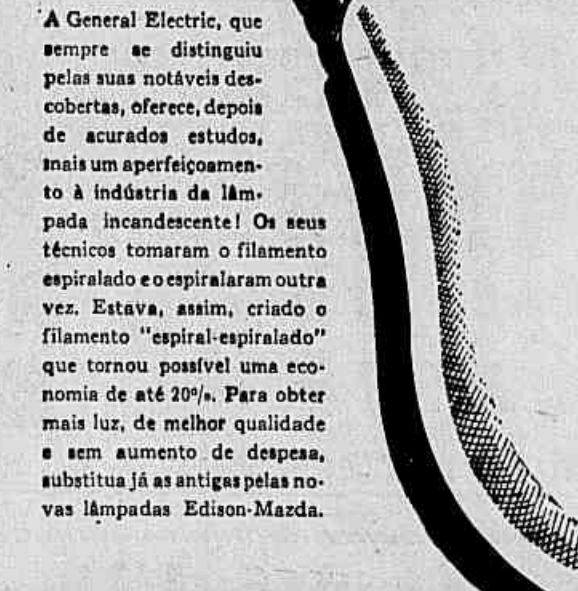 A General Electric, que
sempre se distinguiu
pelas suas notáveis des-
cobertas, oferece, depois
de acurados estudos,
mais um aperfeiçoamen-
to à indústria da lâm-
pada incandescente! Os seus
técnicos tomaram o filamento
espiralado e o espiralaram outra
vez. Estava, assim, criado o
filamento "espiral-espiralado"
que tornou possível uma eco-
nomia de até 20%. Para obter
mais luz, de melhor qualidade
e sem aumento de despesa,
substitua já as antigas pelas no-
vas lâmpadas Edison-Mazda.